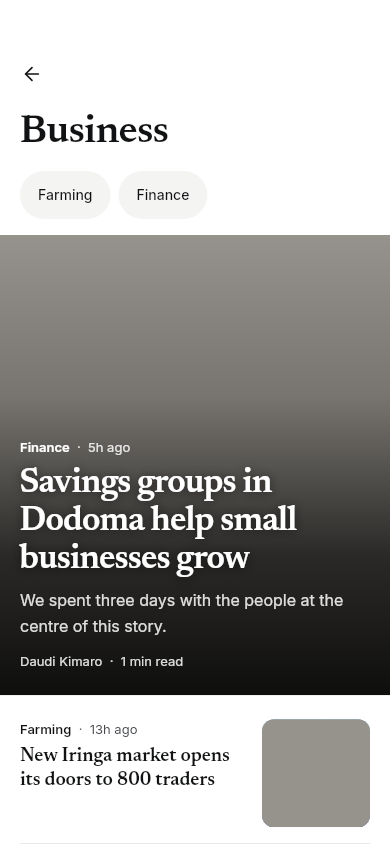 Business
Farming
Finance
Finance · 5h ago
Savings groups in
Dodoma help small
businesses grow
We spent three days with the people at the
centre of this story.
Daudi Kimaro · 1 min read
Farming · 13h ago
New Iringa market opens
its doors to 800 traders